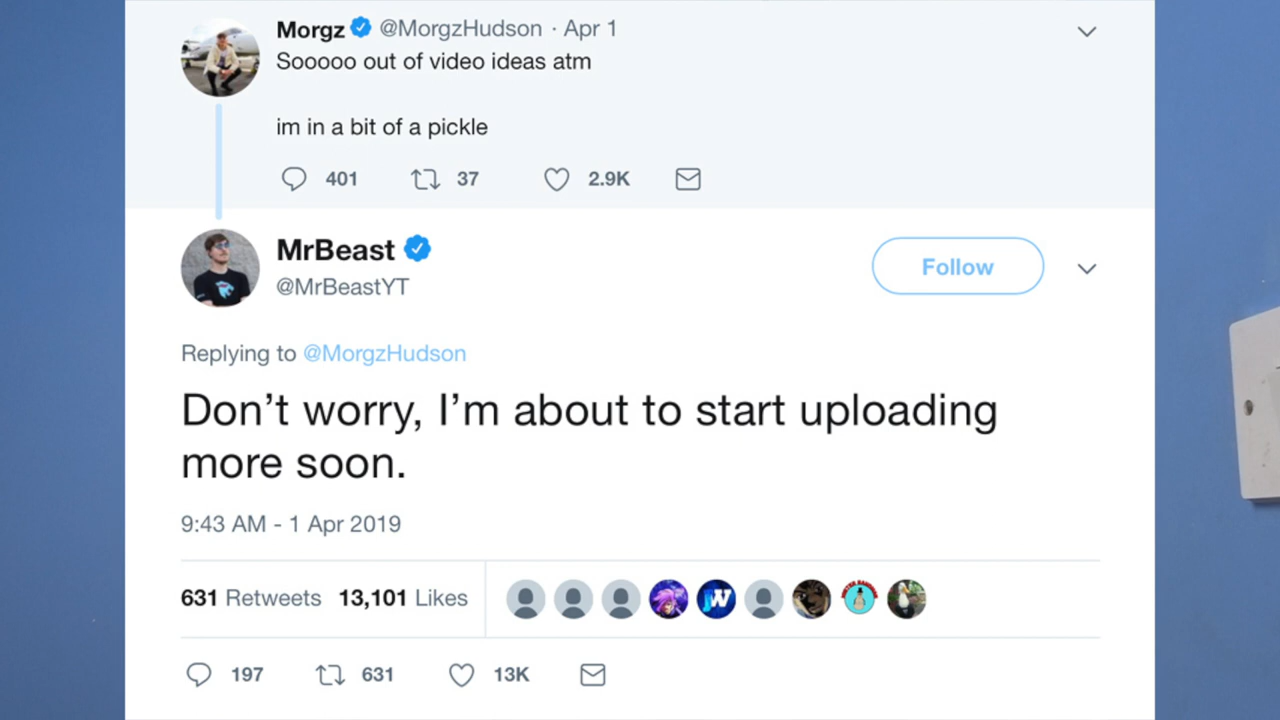 Morgz @MorgzHudson · Apr 1
Sooooo out of video ideas atm
im in a bit of a pickle
401 37 2.9K
MrBeast
@MrBeastYT
Follow
Replying to @MorgzHudson
Don’t worry, I’m about to start uploading
more soon.
9:43 AM - 1 Apr 2019
631 Retweets 13,101 Likes
JW
197 631 13K